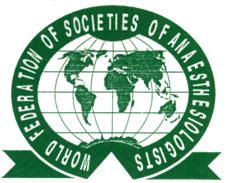 WORLD FEDERATION OF SOCIETIES OF ANAESTHESIOLOGISTS